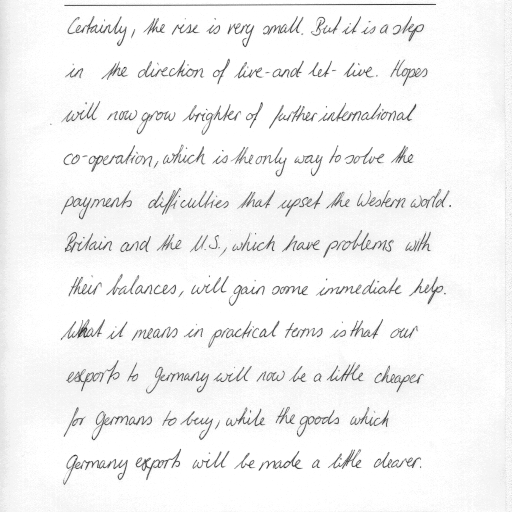 Certainly, the rise is very small. But it is a step
in the direction of live-and let- live. Hopes
will now grow brighter of further international
co-operation, which is the only way to solve the
payments difficulties that upset the Western world.
Britain and the U.S., which have problems with
their balances, will gain some immediate help.
What it means in practical terms is that our
exports to Germany will now be a little cheaper
for Germans to buy, while the goods which
Germany exports will be made a little dearer.